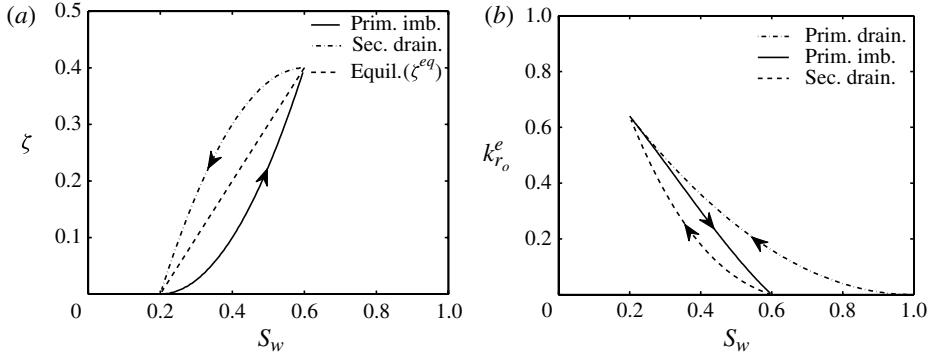 (a)
Prim. imb.
Sec. drain.
Equil.(ζ^{eq})
0.5
0.4
0.3
0.2
0.1
ζ
0
0.2
0.4
0.6
0.8
1.0
S_w
(b)
Prim. drain.
Prim. imb.
Sec. drain.
1.0
0.8
0.6
0.4
0.2
k^e_{r_o}
0
0.2
0.4
0.6
0.8
1.0
S_w